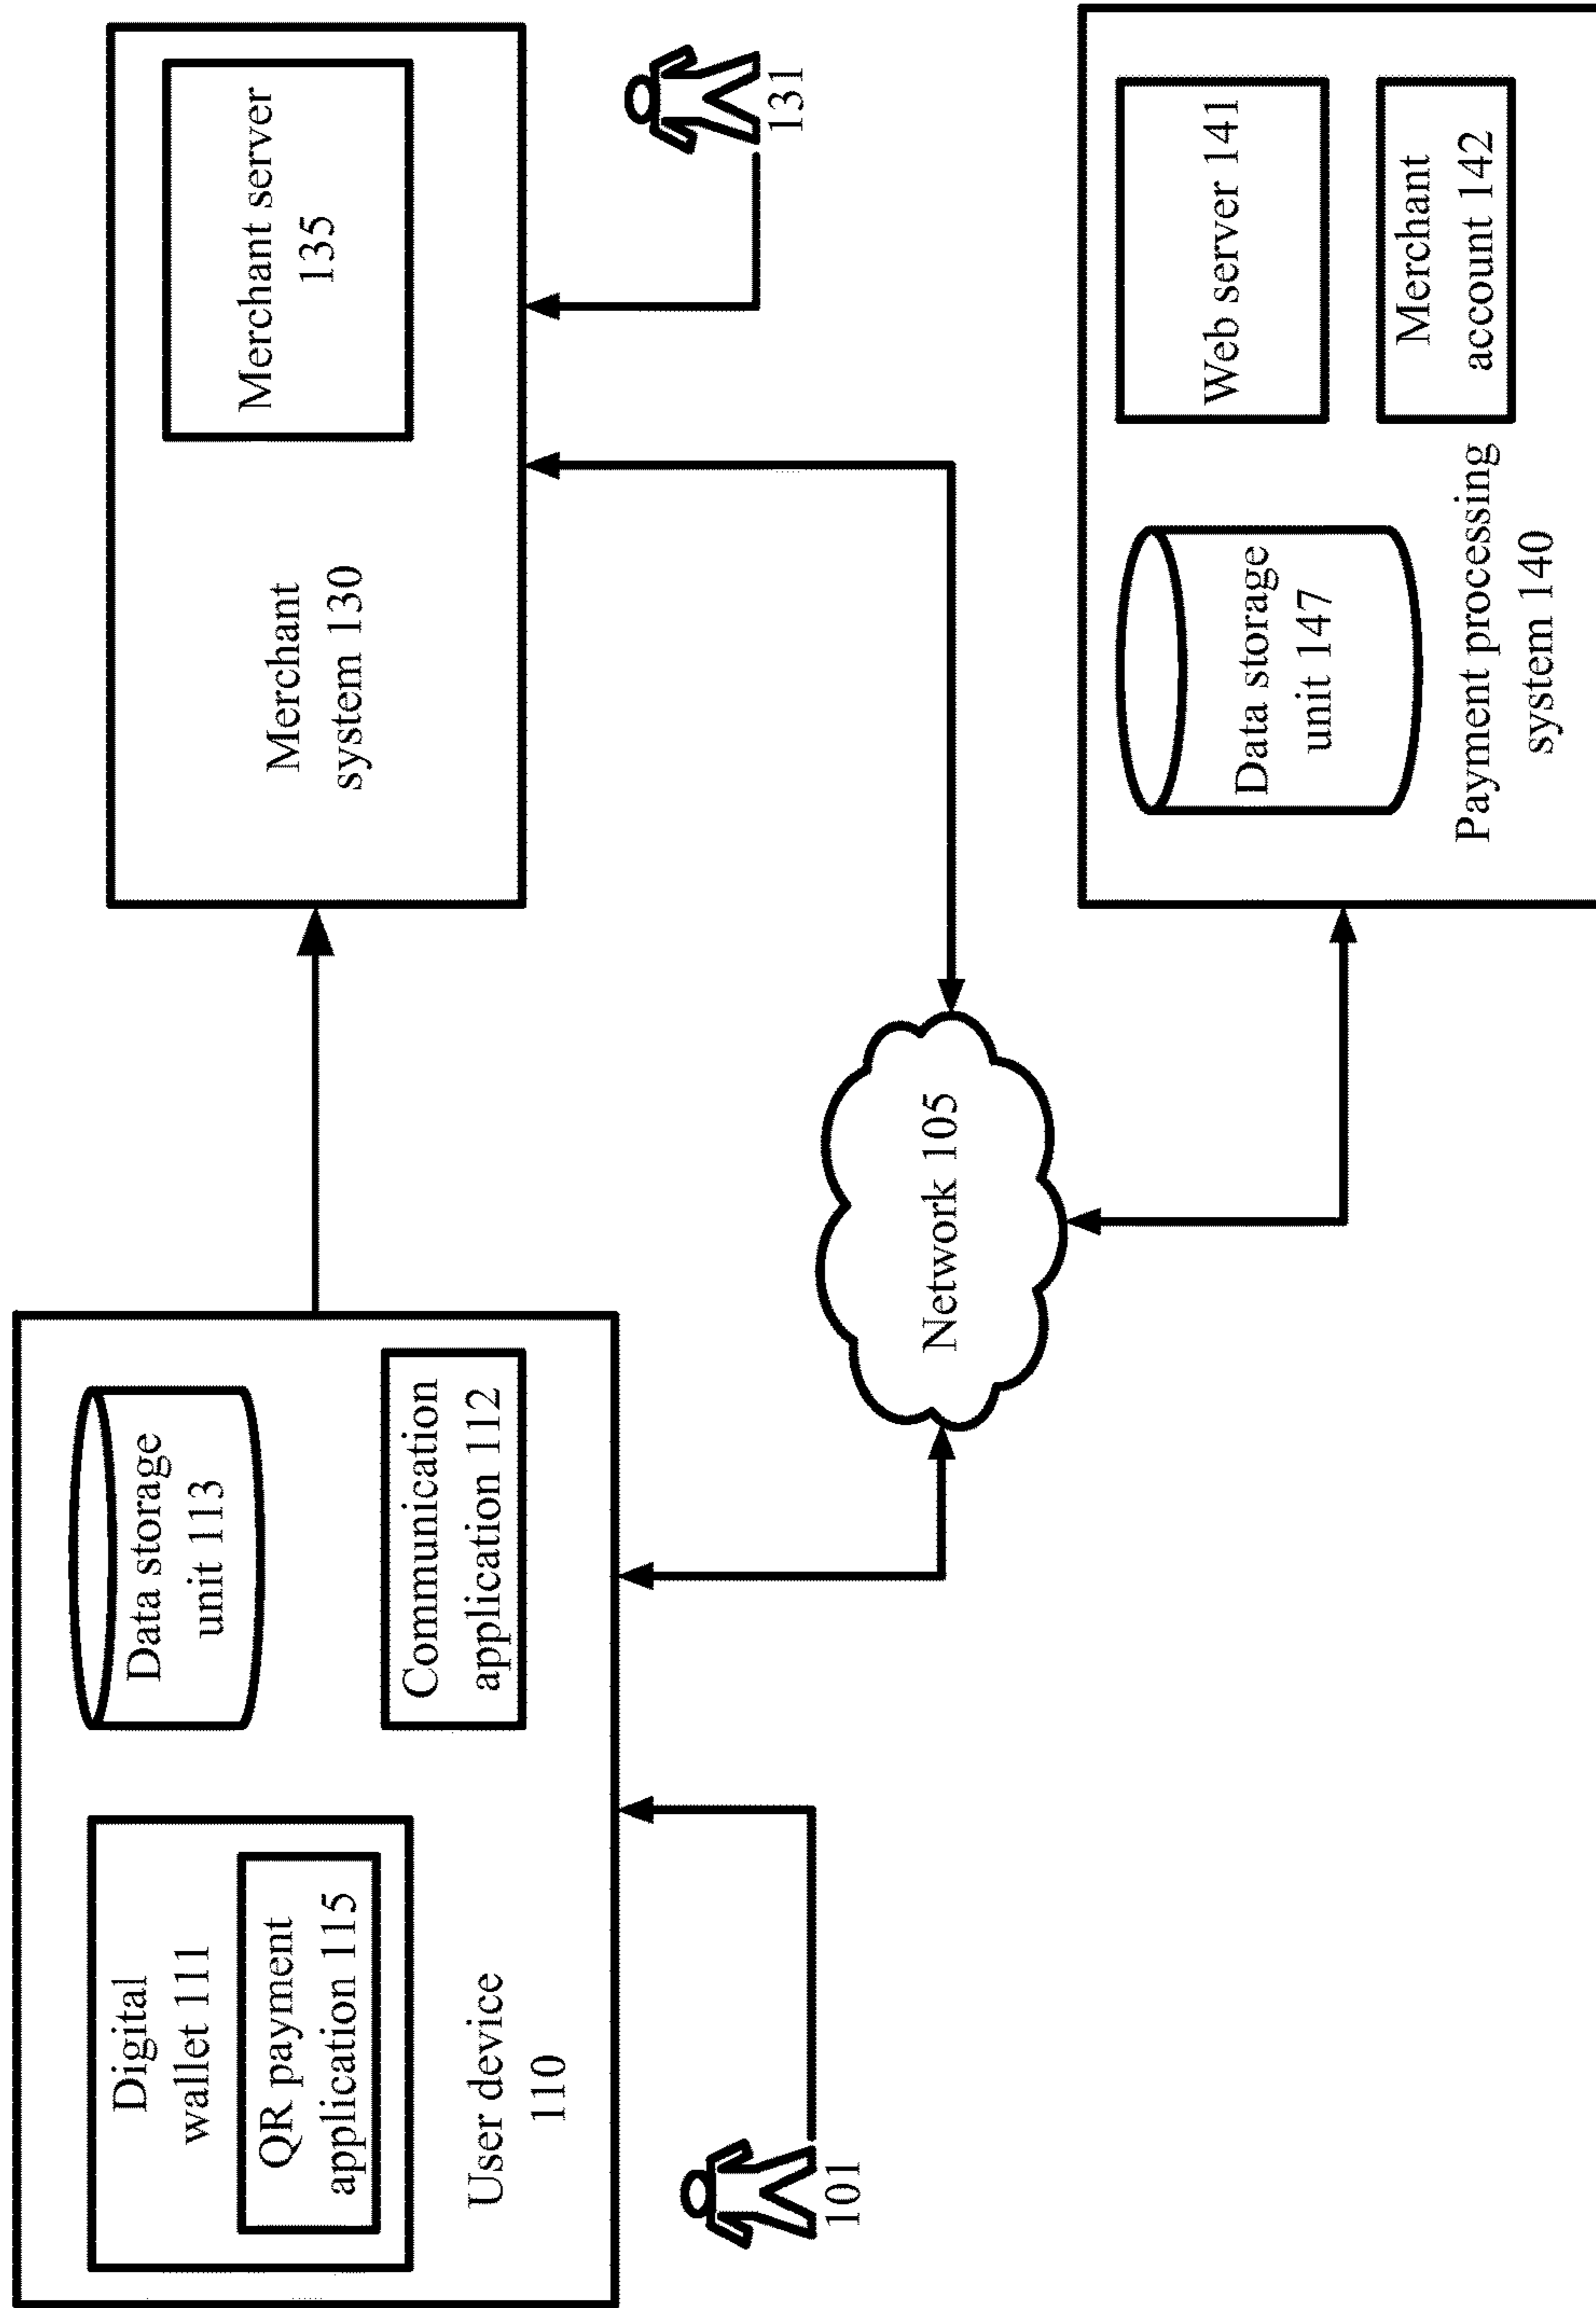 Digital
wallet 111
QR payment
application 115
Data storage
unit 113
Communication
application 112
User device
110
101
Merchant
system 130
Merchant server
135
131
Network 105
Data storage
unit 147
Web server 141
Merchant
account 142
Payment processing
system 140